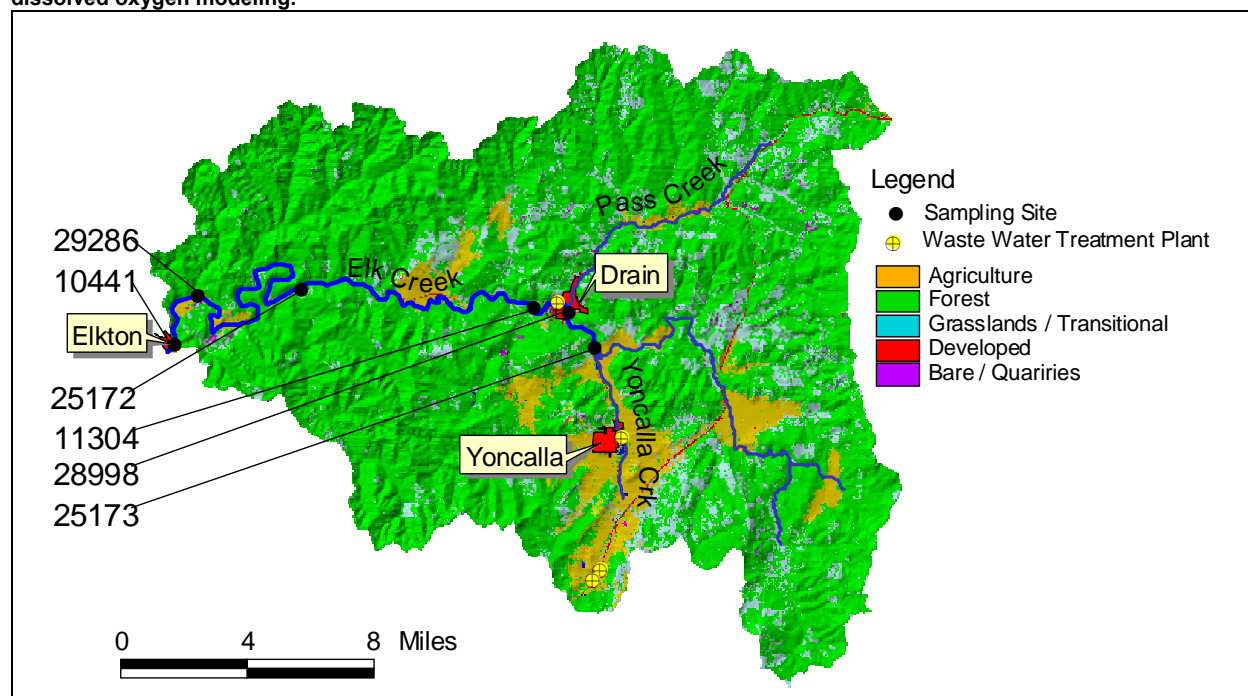 dissolved oxygen modeling.
Pass Creek
Legend
Sampling Site
Waste Water Treatment Plant
Agriculture
Forest
Grasslands / Transitional
Developed
Bare / Quariries
29286
10441
Elkton
Elk Creek
Drain
25172
11304
28998
25173
Yoncalla
Yoncalla Crk
0 4 8 Miles